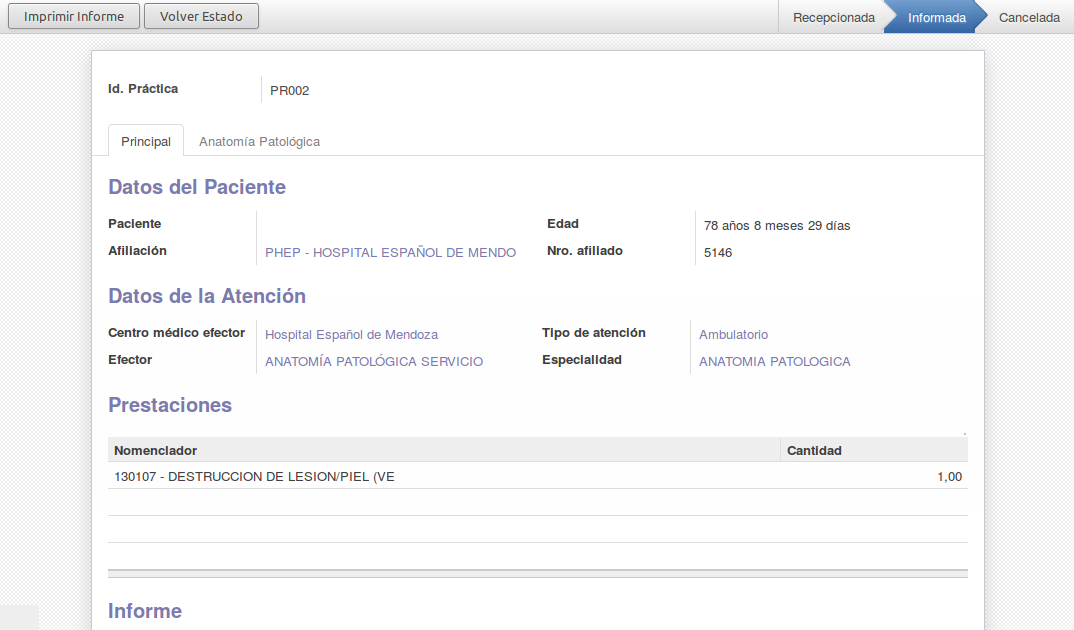 Imprimir Informe Volver Estado Recepcionada Informada Cancelada
Id. Práctica PR002
Principal Anatomía Patológica
Datos del Paciente
Paciente Edad 78 años 8 meses 29 días
Afiliación PHEP - HOSPITAL ESPAÑOL DE MENDO Nro. afiliado 5146
Datos de la Atención
Centro médico efector Hospital Español de Mendoza Tipo de atención Ambulatorio
Efector ANATOMÍA PATOLÓGICA SERVICIO Especialidad ANATOMIA PATOLOGICA
Prestaciones
Nomenclador Cantidad
130107 - DESTRUCCION DE LESION/PIEL (VE 1,00
Informe